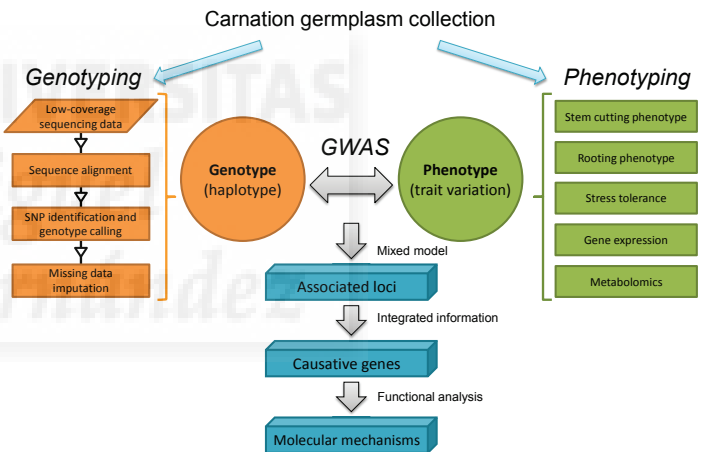 Carnation germplasm collection
Genotyping
Low-coverage
sequencing data
Sequence alignment
SNP identification and
genotype calling
Missing data
imputation
Genotype
(haplotype)
GWAS
Phenotype
(trait variation)
Phenotyping
Stem cutting phenotype
Rooting phenotype
Stress tolerance
Gene expression
Metabolomics
Mixed model
Associated loci
Integrated information
Causative genes
Functional analysis
Molecular mechanisms